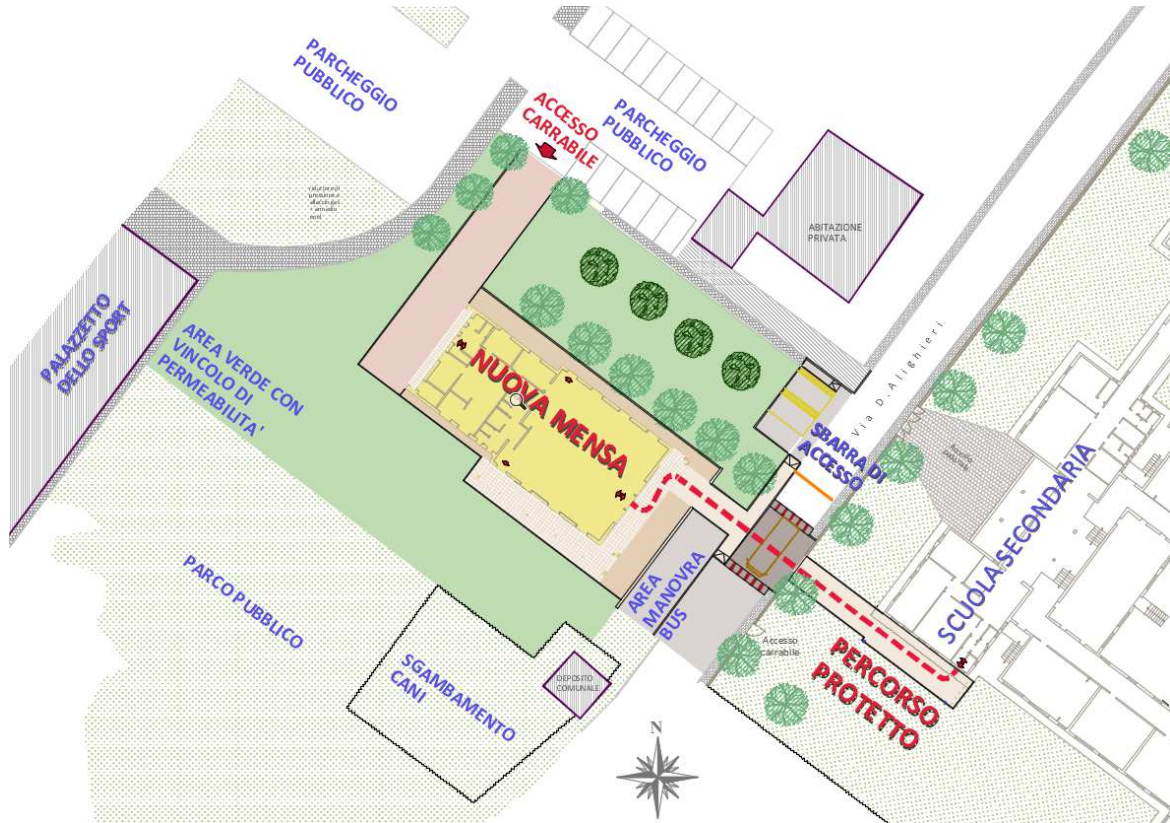 PARCHEGGIO
PUBBLICO
ACCESSO
CARRABILE
PARCHEGGIO
PUBBLICO
ABITAZIONE
PRIVATA
PALAZZETTO
DELLO SPORT
AREA VERDE CON
VINCOLO DI
PERMEABILITA'
NUOVA MENSA
Via D. Alighieri
SBARRA DI
ACCESSO
SCUOLA SECONDARIA
AREA
MANOVRA
BUS
PARCO PUBBLICO
SGAMBAMENTO
CANI
DEPOSITO
COMUNALE
Accesso
carrabile
PERCORSO
PROTETTO
N